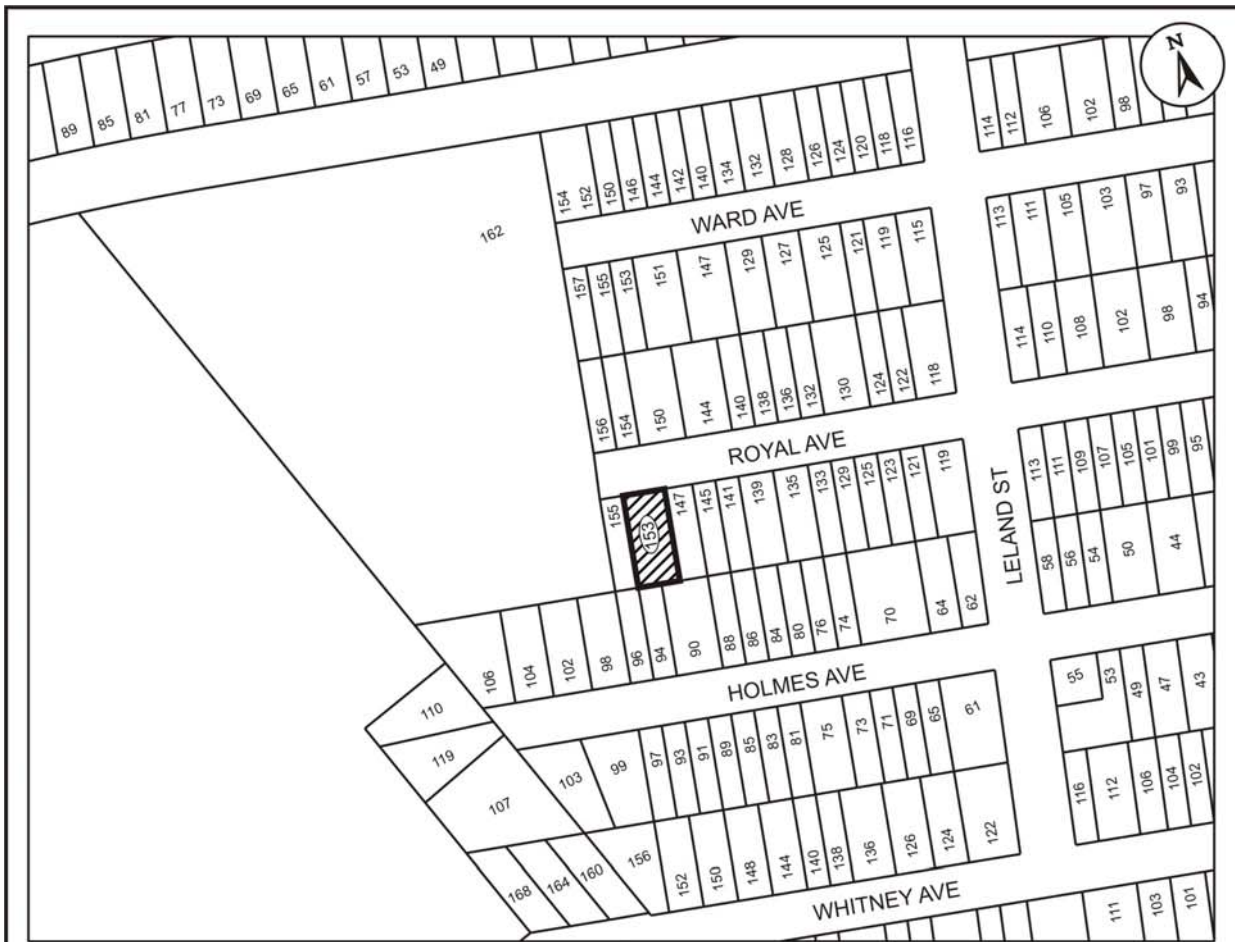 N
89 85 81 77 73 69 65 61 57 53 49
154 152 150 146 144 142 140 134 132 128 126 124 120 118 116
114 112 106 102 98
162
WARD AVE
157 155 153 151 147 129 127 125 121 119 115
113 111 105 103 97 93
156 154 150 144 140 138 136 132 130 124 122 118
114 110 108 102 98 94
ROYAL AVE
155 153 147 145 141 139 135 133 129 125 123 121 119
113 111 109 107 105 101 99 95
LELAND ST
106 104 102 98 96 94 90 88 86 84 80 76 74 70 64 62
58 56 54 50 44
HOLMES AVE
110
119
107
103 99 97 93 91 89 85 83 81 75 73 71 69 65 61
55 53 49 47 43
168 164 160 156 152 150 148 144 140 138 136 126 124 122
116 112 106 104 102
WHITNEY AVE
111 103 101